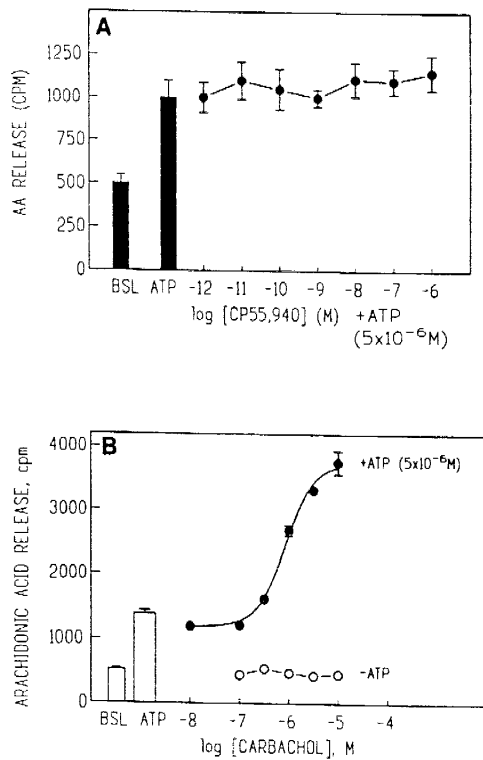 A
1250
1000
750
500
250
0
AA RELEASE (CPM)
BSL ATP -12 -11 -10 -9 -8 -7 -6
log [CP55,940] (M) +ATP
(5x10⁻⁶M)
B
4000
3000
2000
1000
0
ARACHIDONIC ACID RELEASE, cpm
+ATP (5x10⁻⁶M)
-ATP
BSL ATP -8 -7 -6 -5 -4
log [CARBACHOL], M